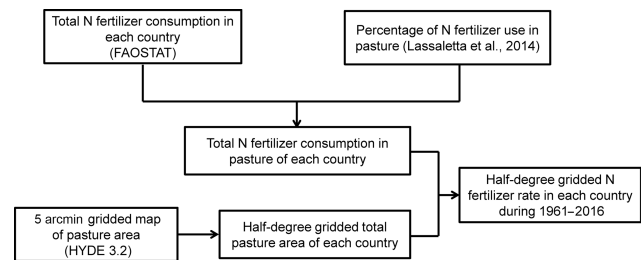 Total N fertilizer consumption in
each country
(FAOSTAT)
Percentage of N fertilizer use in
pasture (Lassaletta et al., 2014)
Total N fertilizer consumption in
pasture of each country
Half-degree gridded N
fertilizer rate in each country
during 1961–2016
5 arcmin gridded map
of pasture area
(HYDE 3.2)
Half-degree gridded total
pasture area of each country